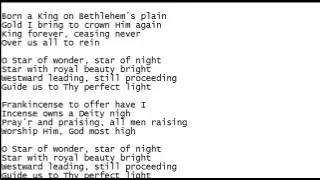 Born a King on Bethlehem's plain
Gold I bring to crown Him again
King forever, ceasing never
Over us all to rein
O Star of wonder, star of night
Star with royal beauty bright
Westward leading, still proceeding
Guide us to Thy perfect light
Frankincense to offer have I
Incense owns a Deity nigh
Pray'r and praising, all men raising
Worship Him, God most high
O Star of wonder, star of night
Star with royal beauty bright
Westward leading, still proceeding
Guide us to Thy perfect light